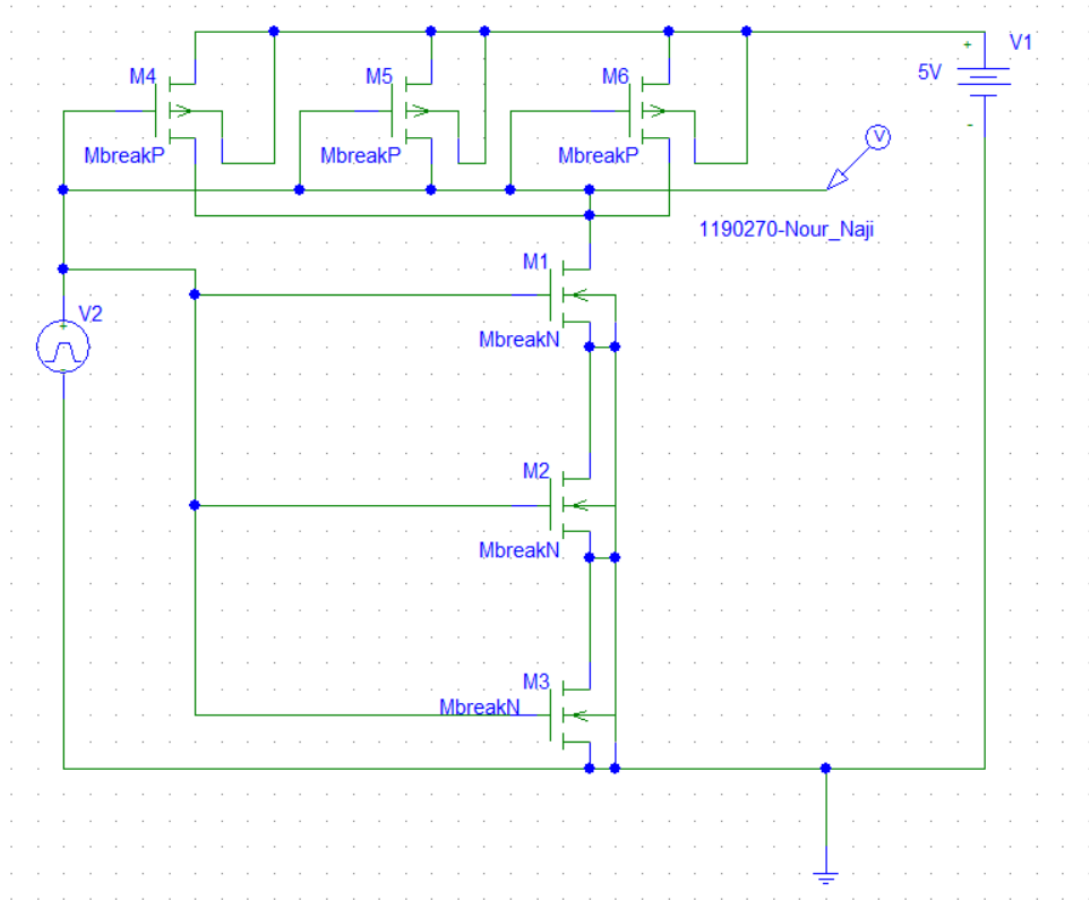 V1
+
5V
M4
M5
M6
-
V
MbreakP
MbreakP
MbreakP
1190270-Nour_Naji
M1
V2
+
MbreakN
M2
MbreakN
M3
MbreakN